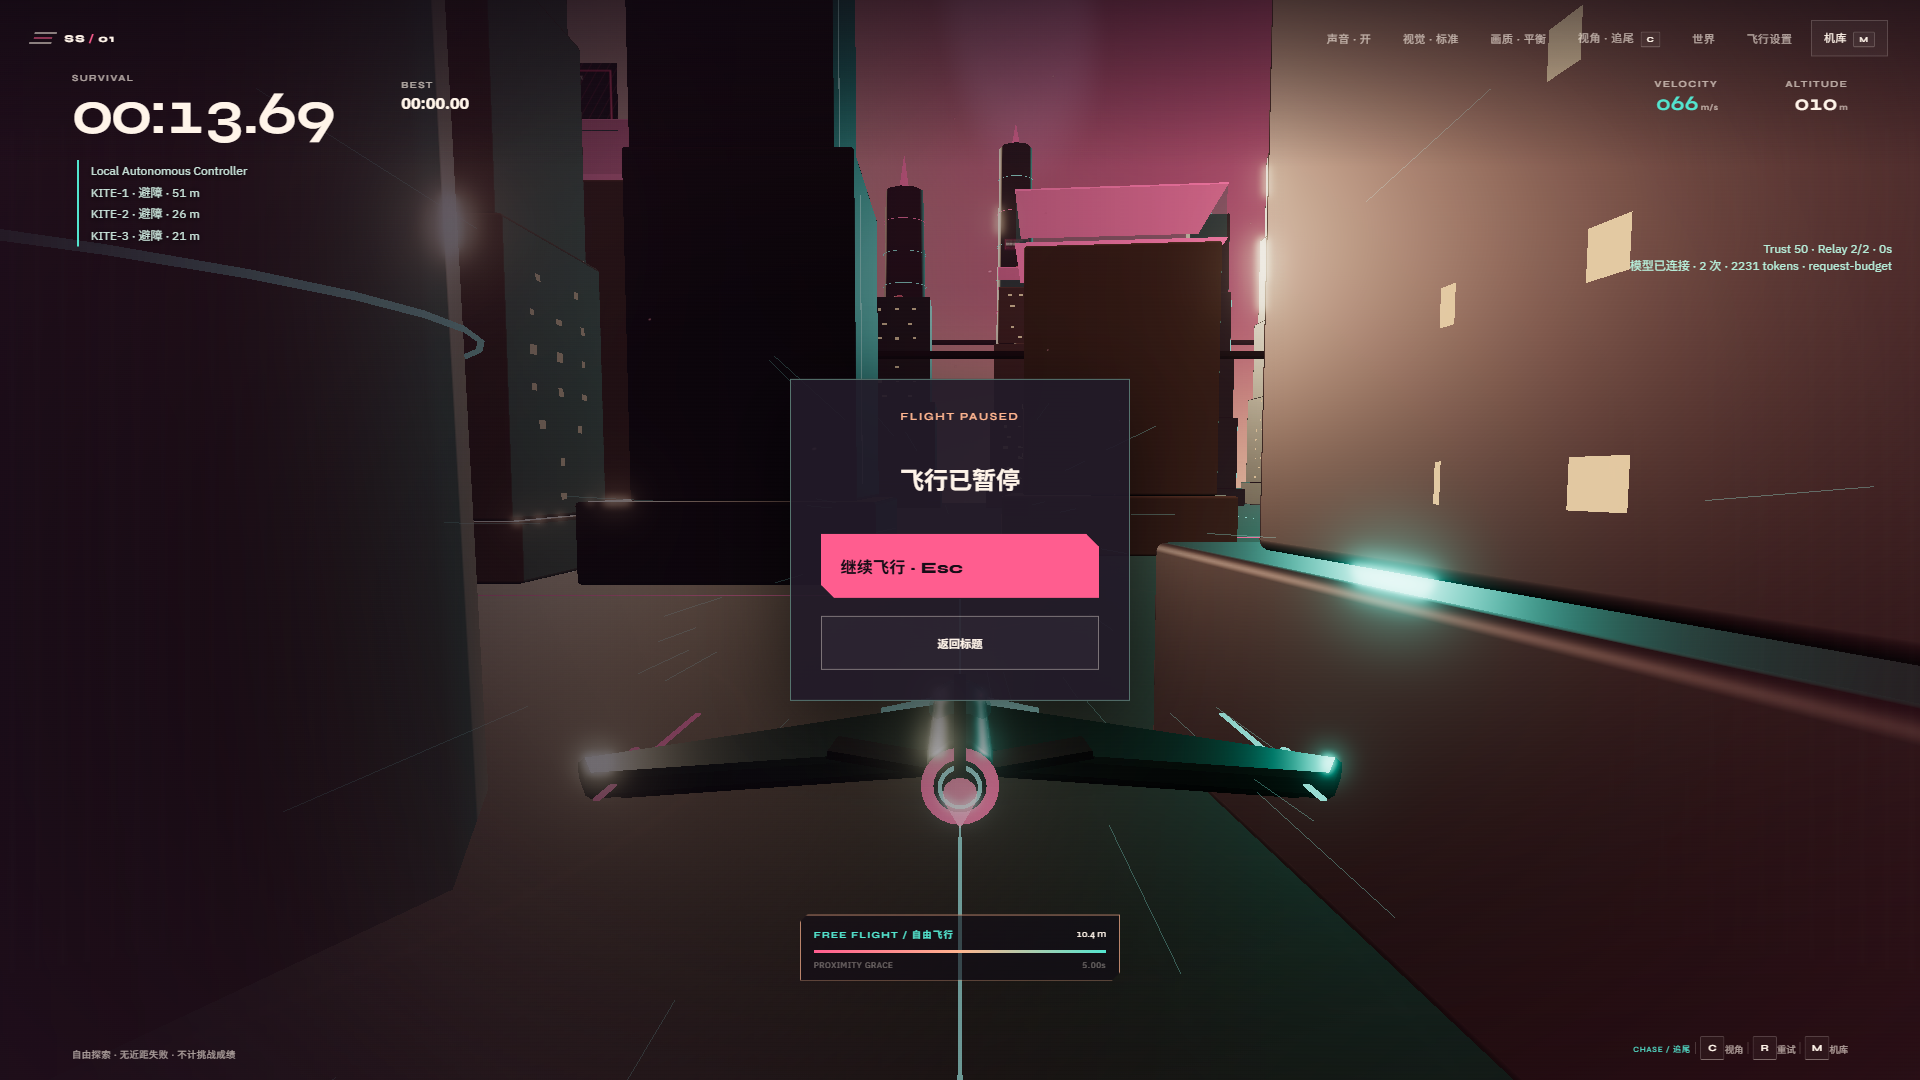 SS / 01
声音 · 开
视觉 · 标准
画质 · 平衡
视角 · 追尾 C
世界
飞行设置
机库 M
SURVIVAL
00:13.69
BEST
00:00.00
VELOCITY
066 m/s
ALTITUDE
010 m
Local Autonomous Controller
KITE-1 · 避障 · 51 m
KITE-2 · 避障 · 26 m
KITE-3 · 避障 · 21 m
Trust 50 · Relay 2/2 · 0s
模型已连接 · 2 次 · 2231 tokens · request-budget
FLIGHT PAUSED
飞行已暂停
继续飞行 · Esc
返回标题
FREE FLIGHT / 自由飞行 10.4 m
PROXIMITY GRACE 5.00s
自由探索 · 无近距失败 · 不计挑战成绩
CHASE / 追尾 C 视角 R 重试 M 机库